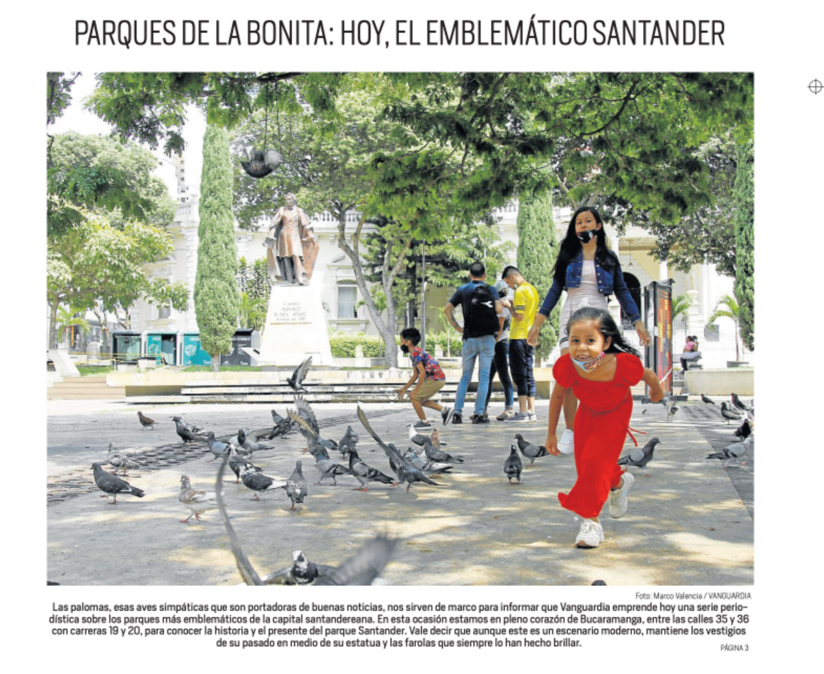 PARQUES DE LA BONITA: HOY, EL EMBLEMÁTICO SANTANDER
Foto: Marco Valencia / VANGUARDIA
Las palomas, esas aves simpáticas que son portadoras de buenas noticias, nos sirven de marco para informar que Vanguardia emprende hoy una serie perio-
dística sobre los parques más emblemáticos de la capital santandereana. En esta ocasión estamos en pleno corazón de Bucaramanga, entre las calles 35 y 36
con carreras 19 y 20, para conocer la historia y el presente del parque Santander. Vale decir que aunque este es un escenario moderno, mantiene los vestigios
de su pasado en medio de su estatua y las farolas que siempre lo han hecho brillar.
PÁGINA 3